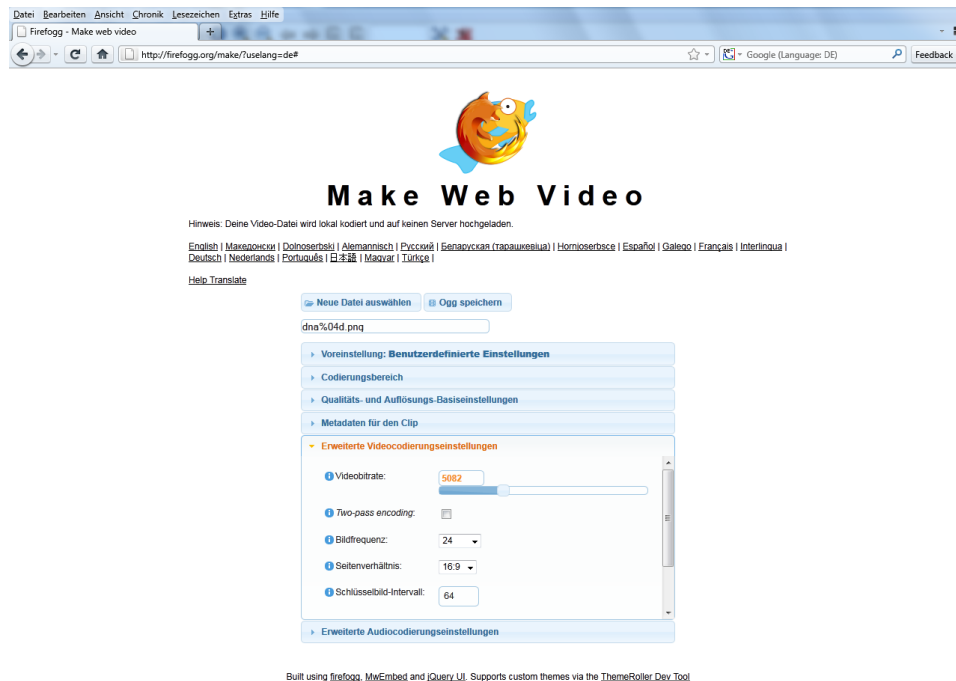 Datei Bearbeiten Ansicht Chronik Lesezeichen Extras Hilfe
Firefogg - Make web video
http://firefogg.org/make/?uselang=de#
Google (Language: DE)
Feedback
Make Web Video
Hinweis: Deine Video-Datei wird lokal kodiert und auf keinen Server hochgeladen.
English | Македонски | Dolnoserbski | Alemannisch | Русский | Беларуская (тарашкевіца) | Hornjoserbsce | Español | Galego | Français | Interlingua |
Deutsch | Nederlands | Português | 日本語 | Magyar | Türkçe |
Help Translate
Neue Datei auswählen Ogg speichern
dna%04d.png
Voreinstellung: Benutzerdefinierte Einstellungen
Codierungsbereich
Qualitäts- und Auflösungs-Basiseinstellungen
Metadaten für den Clip
Erweiterte Videocodierungseinstellungen
Videobitrate: 5082
Two-pass encoding:
Bildfrequenz: 24
Seitenverhältnis: 16:9
Schlüsselbild-Intervall: 64
Erweiterte Audiocodierungseinstellungen
Built using firefogg, MwEmbed and jQuery UI. Supports custom themes via the ThemeRoller Dev Tool